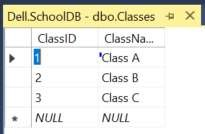 Dell.SchoolDB - dbo.Classes
ClassID ClassNa...
1 Class A
2 Class B
3 Class C
NULL NULL